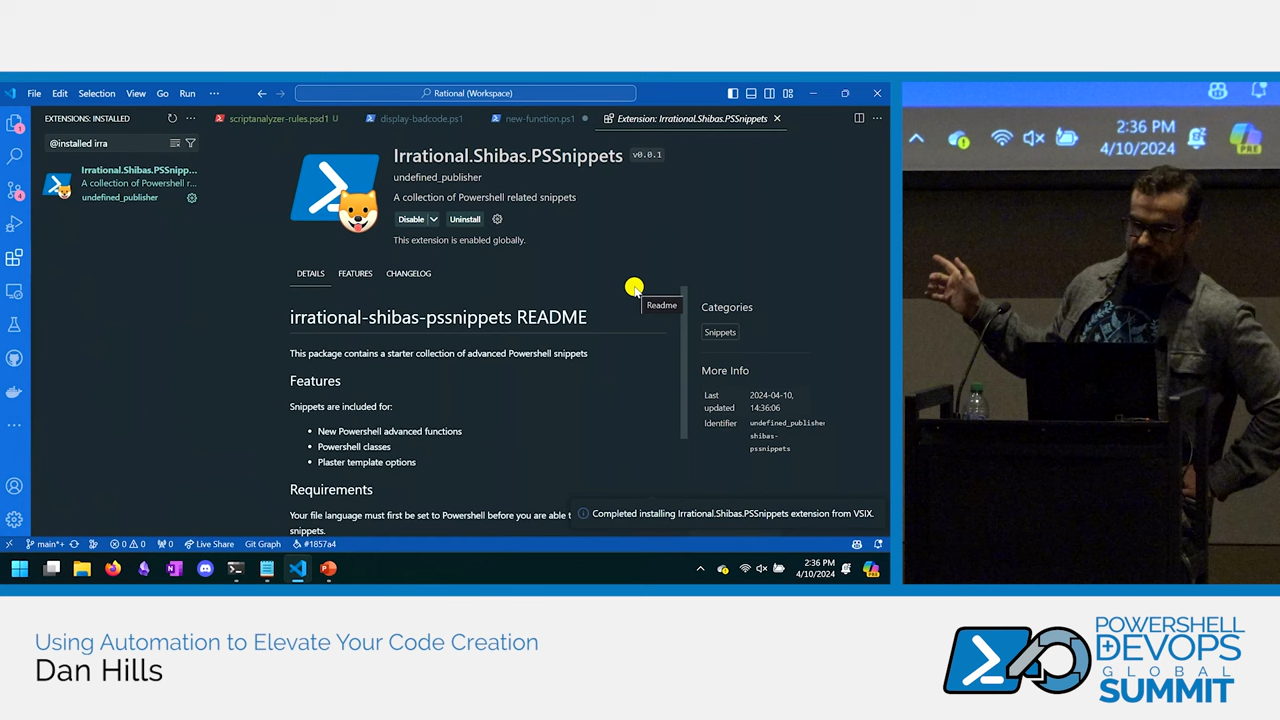 File Edit Selection View Go Run ... Rational (Workspace)
EXTENSIONS: INSTALLED
scriptanalyzer-rules.psd1 U display-badcode.ps1 new-function.ps1 Extension: Irrational.Shibas.PSSnippets
@installed irra
Irrational.Shibas.PSSnipp...
A collection of Powershell r...
undefined_publisher
Irrational.Shibas.PSSnippets v0.0.1
undefined_publisher
A collection of Powershell related snippets
Disable Uninstall
This extension is enabled globally.
DETAILS FEATURES CHANGELOG
irrational-shibas-pssnippets README
Readme
This package contains a starter collection of advanced Powershell snippets
Features
Snippets are included for:
New Powershell advanced functions
Powershell classes
Plaster template options
Requirements
Your file language must first be set to Powershell before you are able t
snippets.
Categories
Snippets
More Info
Last updated 2024-04-10, 14:36:06
Identifier undefined_publisher
shibas-
pssnippets
Completed installing Irrational.Shibas.PSSnippets extension from VSIX.
main*+ 0 0 0 Live Share Git Graph #1857a4
2:36 PM
4/10/2024
2:36 PM
4/10/2024
PRE
Using Automation to Elevate Your Code Creation
Dan Hills
POWERSHELL
DEVOPS
GLOBAL
SUMMIT